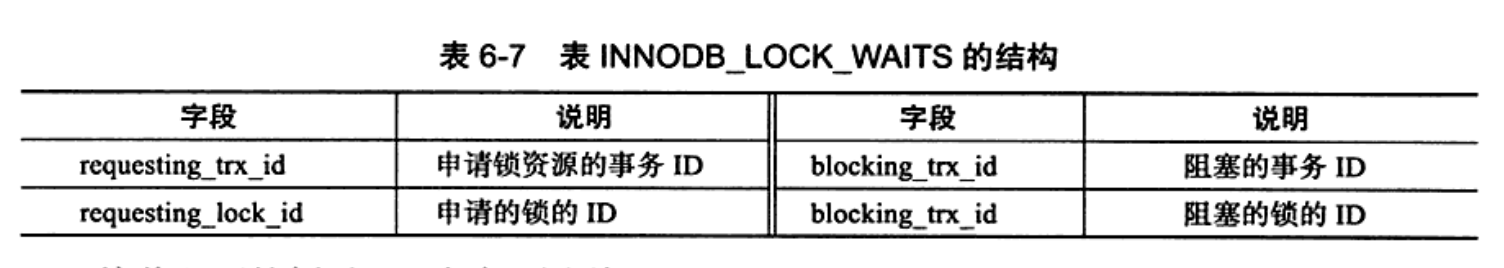 表 6-7 表 INNODB_LOCK_WAITS 的结构
字段 说明 字段 说明
requesting_trx_id 申请锁资源的事务 ID blocking_trx_id 阻塞的事务 ID
requesting_lock_id 申请的锁的 ID blocking_trx_id 阻塞的锁的 ID